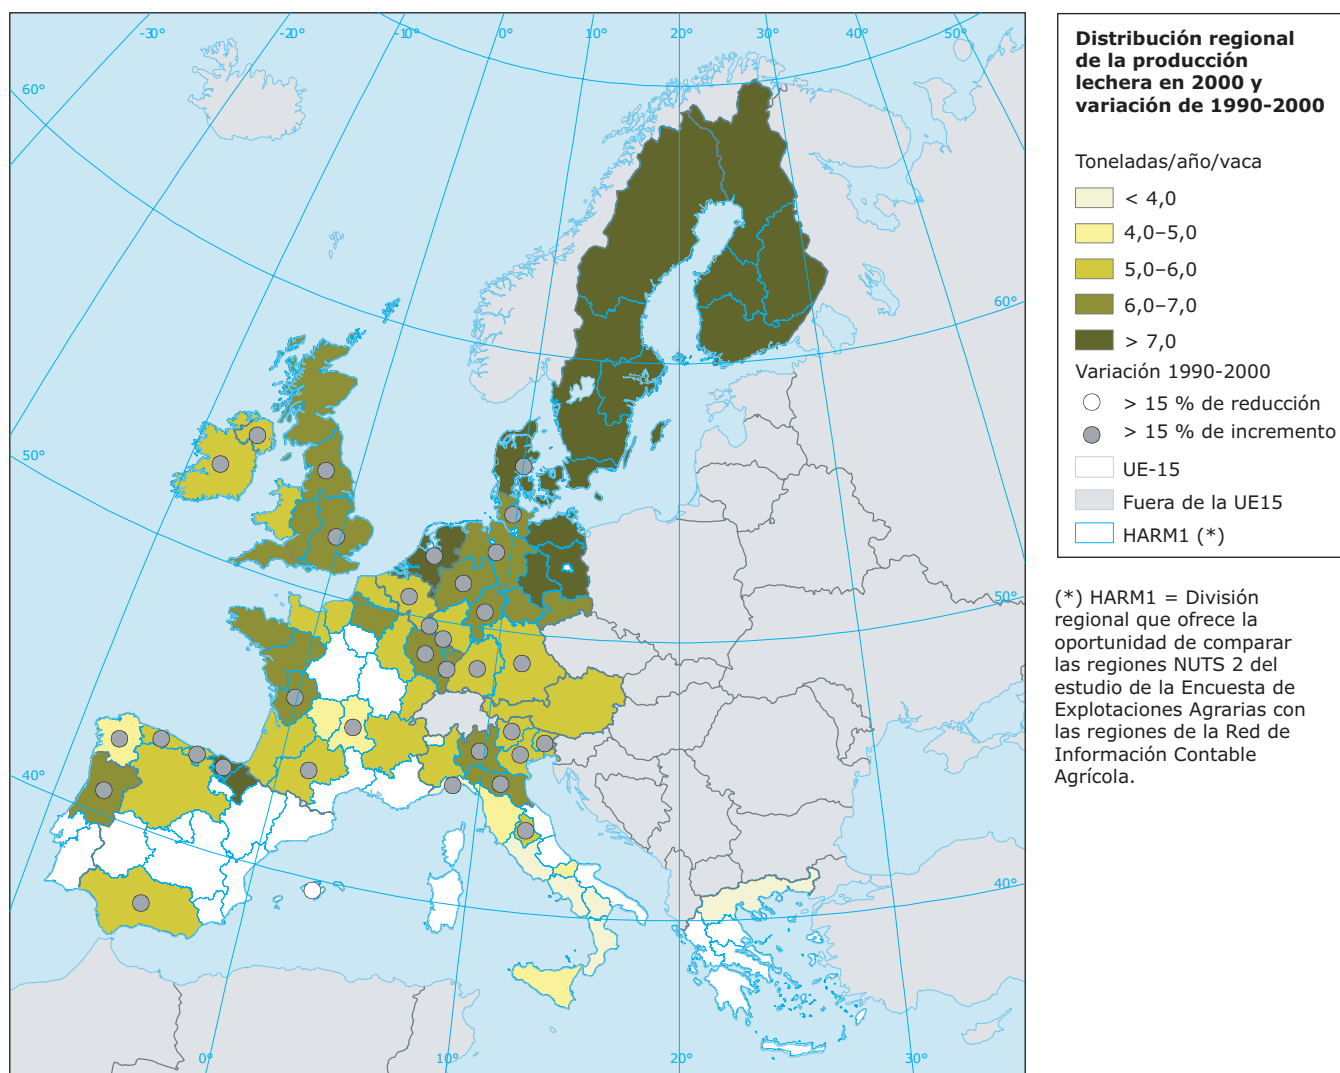 -30°
-20°
-10°
0°
10°
20°
30°
40°
50°
60°
60°
50°
50°
40°
40°
0°
10°
20°
30°
Distribución regional
de la producción
lechera en 2000 y
variación de 1990-2000
Toneladas/año/vaca
< 4,0
4,0–5,0
5,0–6,0
6,0–7,0
> 7,0
Variación 1990-2000
> 15 % de reducción
> 15 % de incremento
UE-15
Fuera de la UE15
HARM1 (*)
(*) HARM1 = División
regional que ofrece la
oportunidad de comparar
las regiones NUTS 2 del
estudio de la Encuesta de
Explotaciones Agrarias con
las regiones de la Red de
Información Contable
Agrícola.